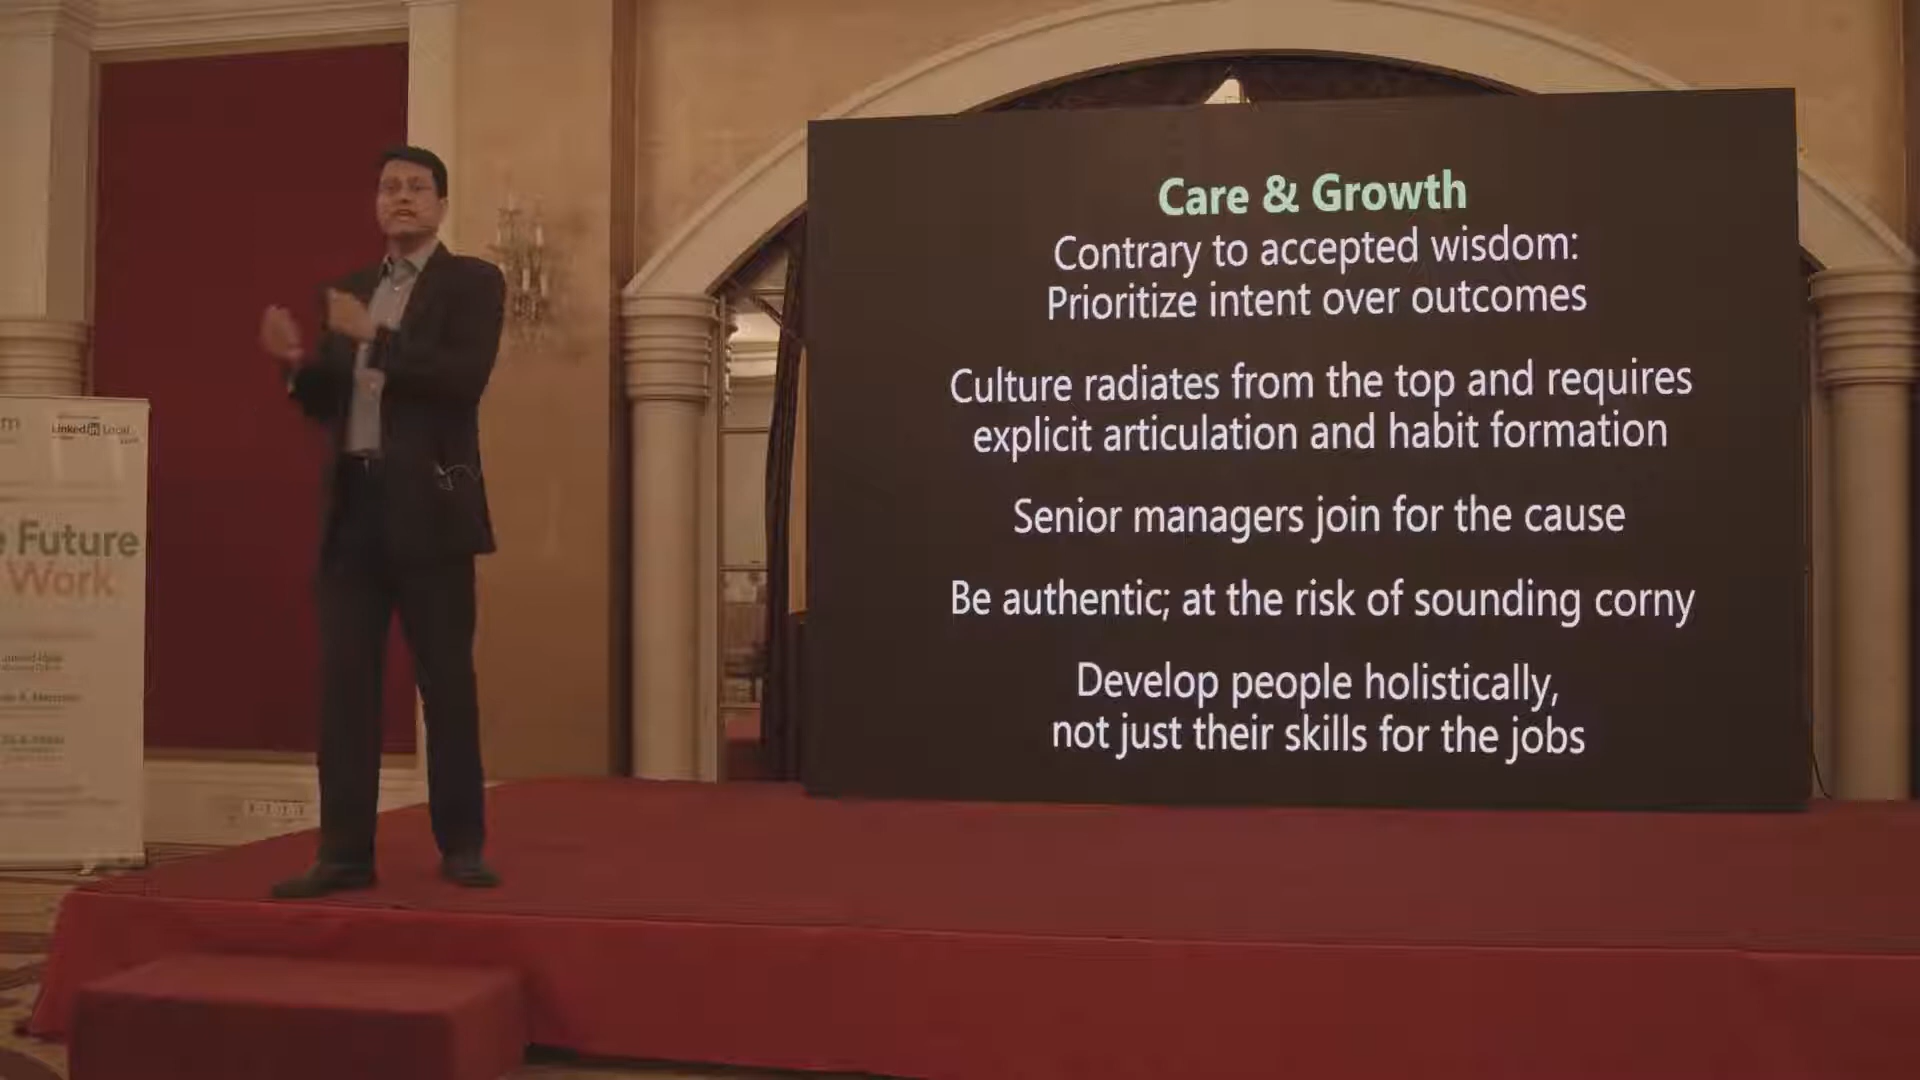 Care & Growth
Contrary to accepted wisdom:
Prioritize intent over outcomes
Culture radiates from the top and requires
explicit articulation and habit formation
Senior managers join for the cause
Be authentic; at the risk of sounding corny
Develop people holistically,
not just their skills for the jobs
LinkedIn Local
Future
Work